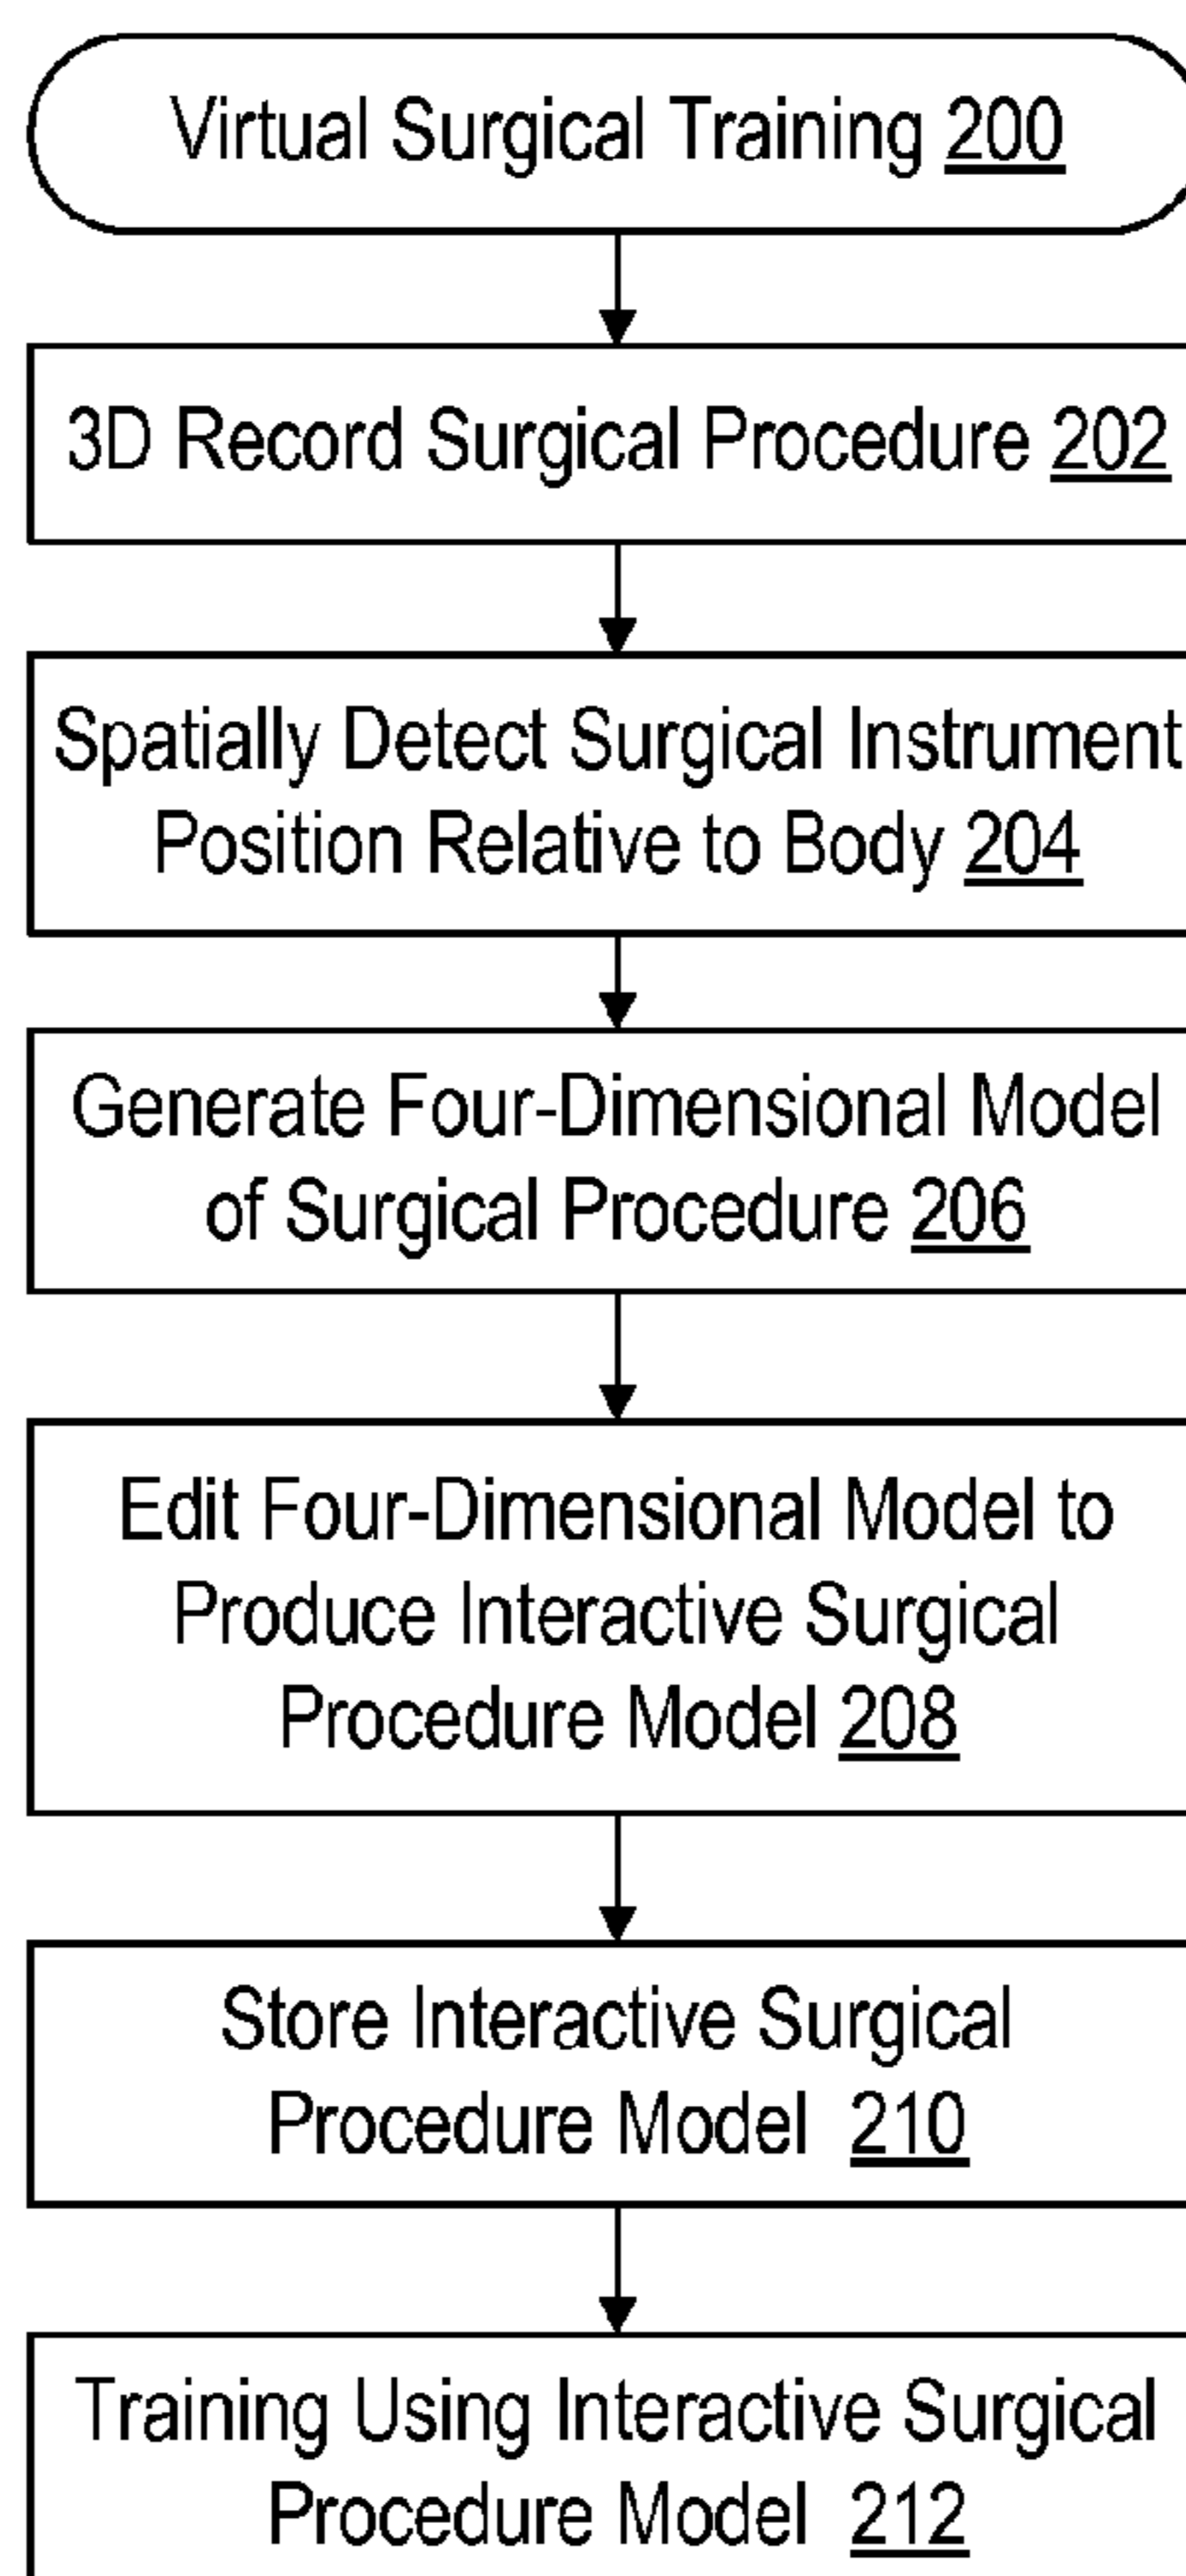 Virtual Surgical Training 200
3D Record Surgical Procedure 202
Spatially Detect Surgical Instrument
Position Relative to Body 204
Generate Four-Dimensional Model
of Surgical Procedure 206
Edit Four-Dimensional Model to
Produce Interactive Surgical
Procedure Model 208
Store Interactive Surgical
Procedure Model 210
Training Using Interactive Surgical
Procedure Model 212